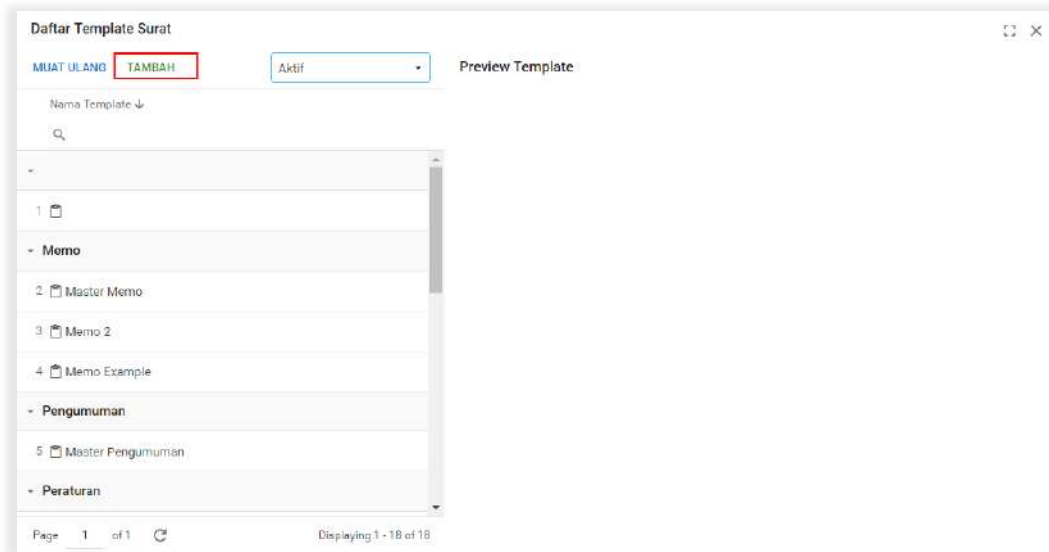 Daftar Template Surat
MUAT ULANG TAMBAH Aktif Preview Template
Nama Template ↓
1
Memo
2 Master Memo
3 Memo 2
4 Memo Example
Pengumuman
5 Master Pengumuman
Peraturan
Page 1 of 1 Displaying 1 - 18 of 18